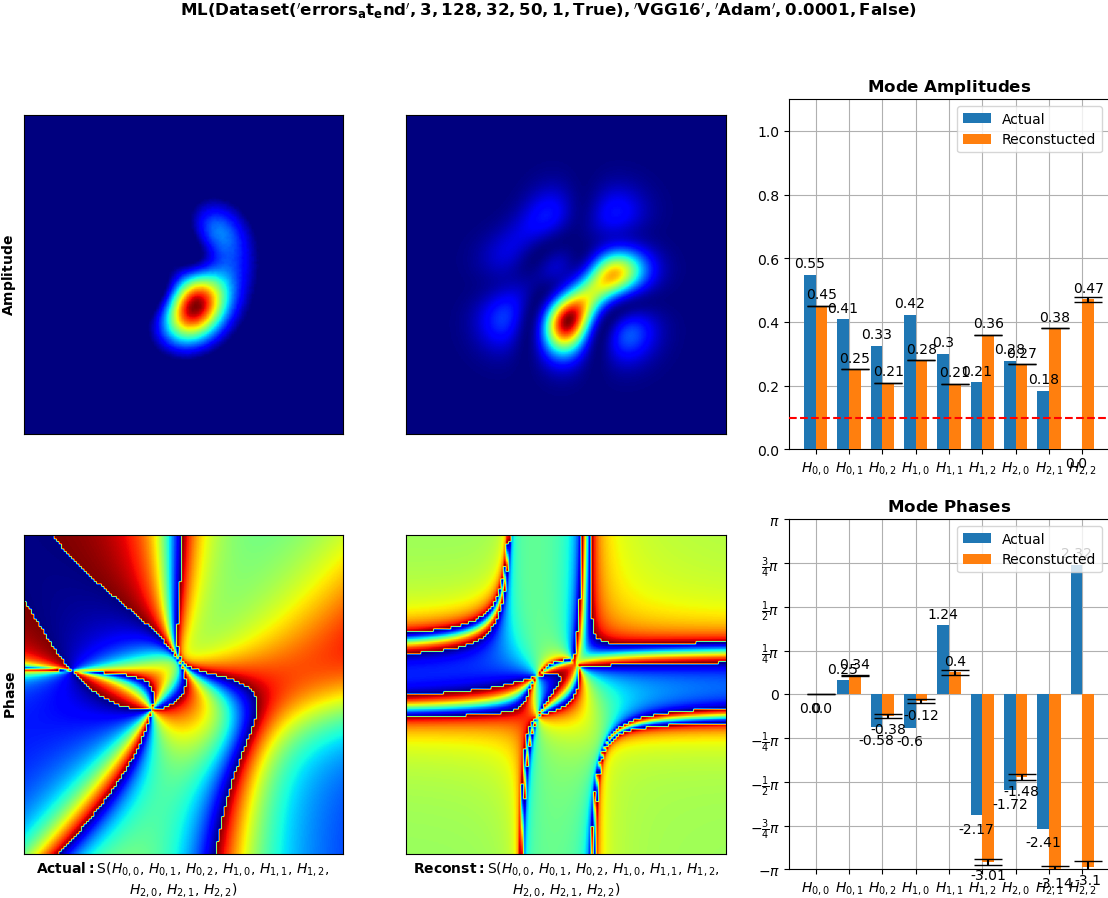 ML(Dataset('errors_at_end', 3, 128, 32, 50, 1, True), 'VGG16', 'Adam', 0.0001, False)
Mode Amplitudes
Amplitude
Actual
Reconstucted
1.0
0.8
0.6
0.4
0.2
0.0
0.55
0.45
0.41
0.25
0.33
0.21
0.42
0.28
0.3
0.21
0.21
0.36
0.28
0.27
0.18
0.38
0.0
0.47
H0,0 H0,1 H0,2 H1,0 H1,1 H1,2 H2,0 H2,1 H2,2
Mode Phases
Phase
Actual
Reconstucted
π
3/4π
1/2π
1/4π
0
−1/4π
−1/2π
−3/4π
−π
0.0
0.0
0.25
0.34
-0.58
-0.38
-0.6
-0.12
1.24
0.4
-2.17
-3.01
-1.72
-1.48
-2.41
-3.14
2.32
-3.1
H0,0 H0,1 H0,2 H1,0 H1,1 H1,2 H2,0 H2,1 H2,2
Actual: S(H0,0, H0,1, H0,2, H1,0, H1,1, H1,2,
H2,0, H2,1, H2,2)
Reconst: S(H0,0, H0,1, H0,2, H1,0, H1,1, H1,2,
H2,0, H2,1, H2,2)